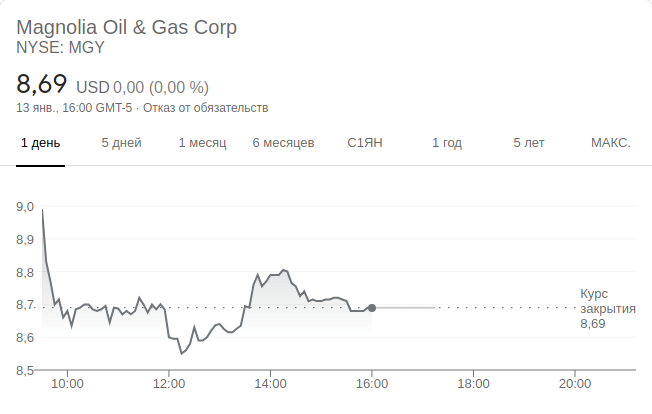 Magnolia Oil & Gas Corp
NYSE: MGY
8,69 USD 0,00 (0,00 %)
13 янв., 16:00 GMT-5 · Отказ от обязательств
1 день 5 дней 1 месяц 6 месяцев С1ЯН 1 год 5 лет МАКС.
9,0
8,9
8,8
8,7
8,6
8,5
Курс
закрытия
8,69
10:00 12:00 14:00 16:00 18:00 20:00